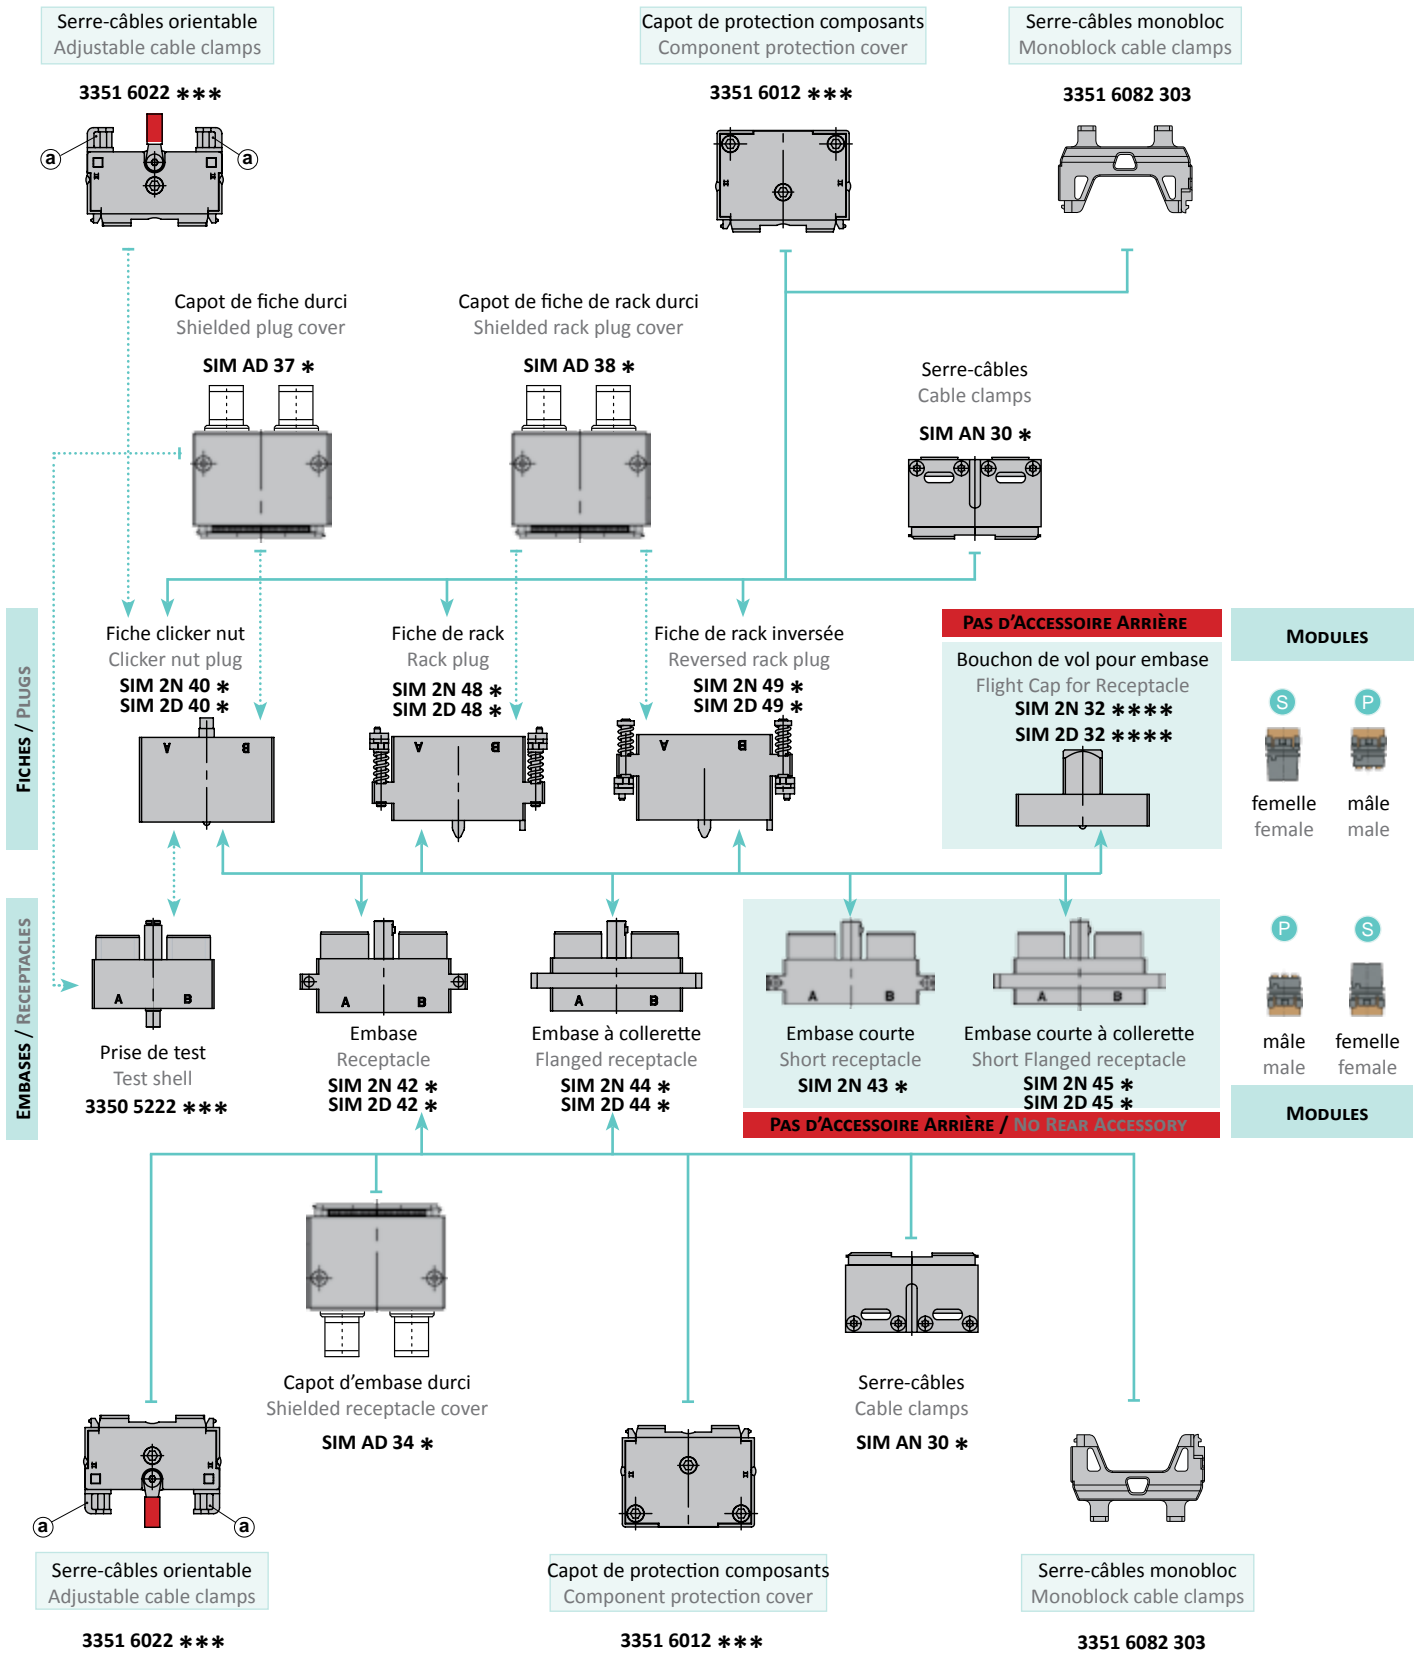 Serre-câbles orientable
Adjustable cable clamps
3351 6022 ∗∗∗
a
a
Capot de protection composants
Component protection cover
3351 6012 ∗∗∗
Serre-câbles monobloc
Monoblock cable clamps
3351 6082 303
Capot de fiche durci
Shielded plug cover
SIM AD 37 ∗
Capot de fiche de rack durci
Shielded rack plug cover
SIM AD 38 ∗
Serre-câbles
Cable clamps
SIM AN 30 ∗
FICHES / PLUGS
Fiche clicker nut
Clicker nut plug
SIM 2N 40 ∗
SIM 2D 40 ∗
A
B
Fiche de rack
Rack plug
SIM 2N 48 ∗
SIM 2D 48 ∗
A
B
Fiche de rack inversée
Reversed rack plug
SIM 2N 49 ∗
SIM 2D 49 ∗
A
B
PAS D'ACCESSOIRE ARRIÈRE
Bouchon de vol pour embase
Flight Cap for Receptacle
SIM 2N 32 ∗∗∗∗
SIM 2D 32 ∗∗∗∗
MODULES
S
P
femelle
female
mâle
male
EMBASES / RECEPTACLES
A
B
Prise de test
Test shell
3350 5222 ∗∗∗
A
B
Embase
Receptacle
SIM 2N 42 ∗
SIM 2D 42 ∗
A
B
Embase à collerette
Flanged receptacle
SIM 2N 44 ∗
SIM 2D 44 ∗
A
B
Embase courte
Short receptacle
SIM 2N 43 ∗
A
B
Embase courte à collerette
Short Flanged receptacle
SIM 2N 45 ∗
SIM 2D 45 ∗
PAS D'ACCESSOIRE ARRIÈRE / NO REAR ACCESSORY
P
S
mâle
male
femelle
female
MODULES
Capot d'embase durci
Shielded receptacle cover
SIM AD 34 ∗
Serre-câbles
Cable clamps
SIM AN 30 ∗
a
a
Serre-câbles orientable
Adjustable cable clamps
3351 6022 ∗∗∗
Capot de protection composants
Component protection cover
3351 6012 ∗∗∗
Serre-câbles monobloc
Monoblock cable clamps
3351 6082 303